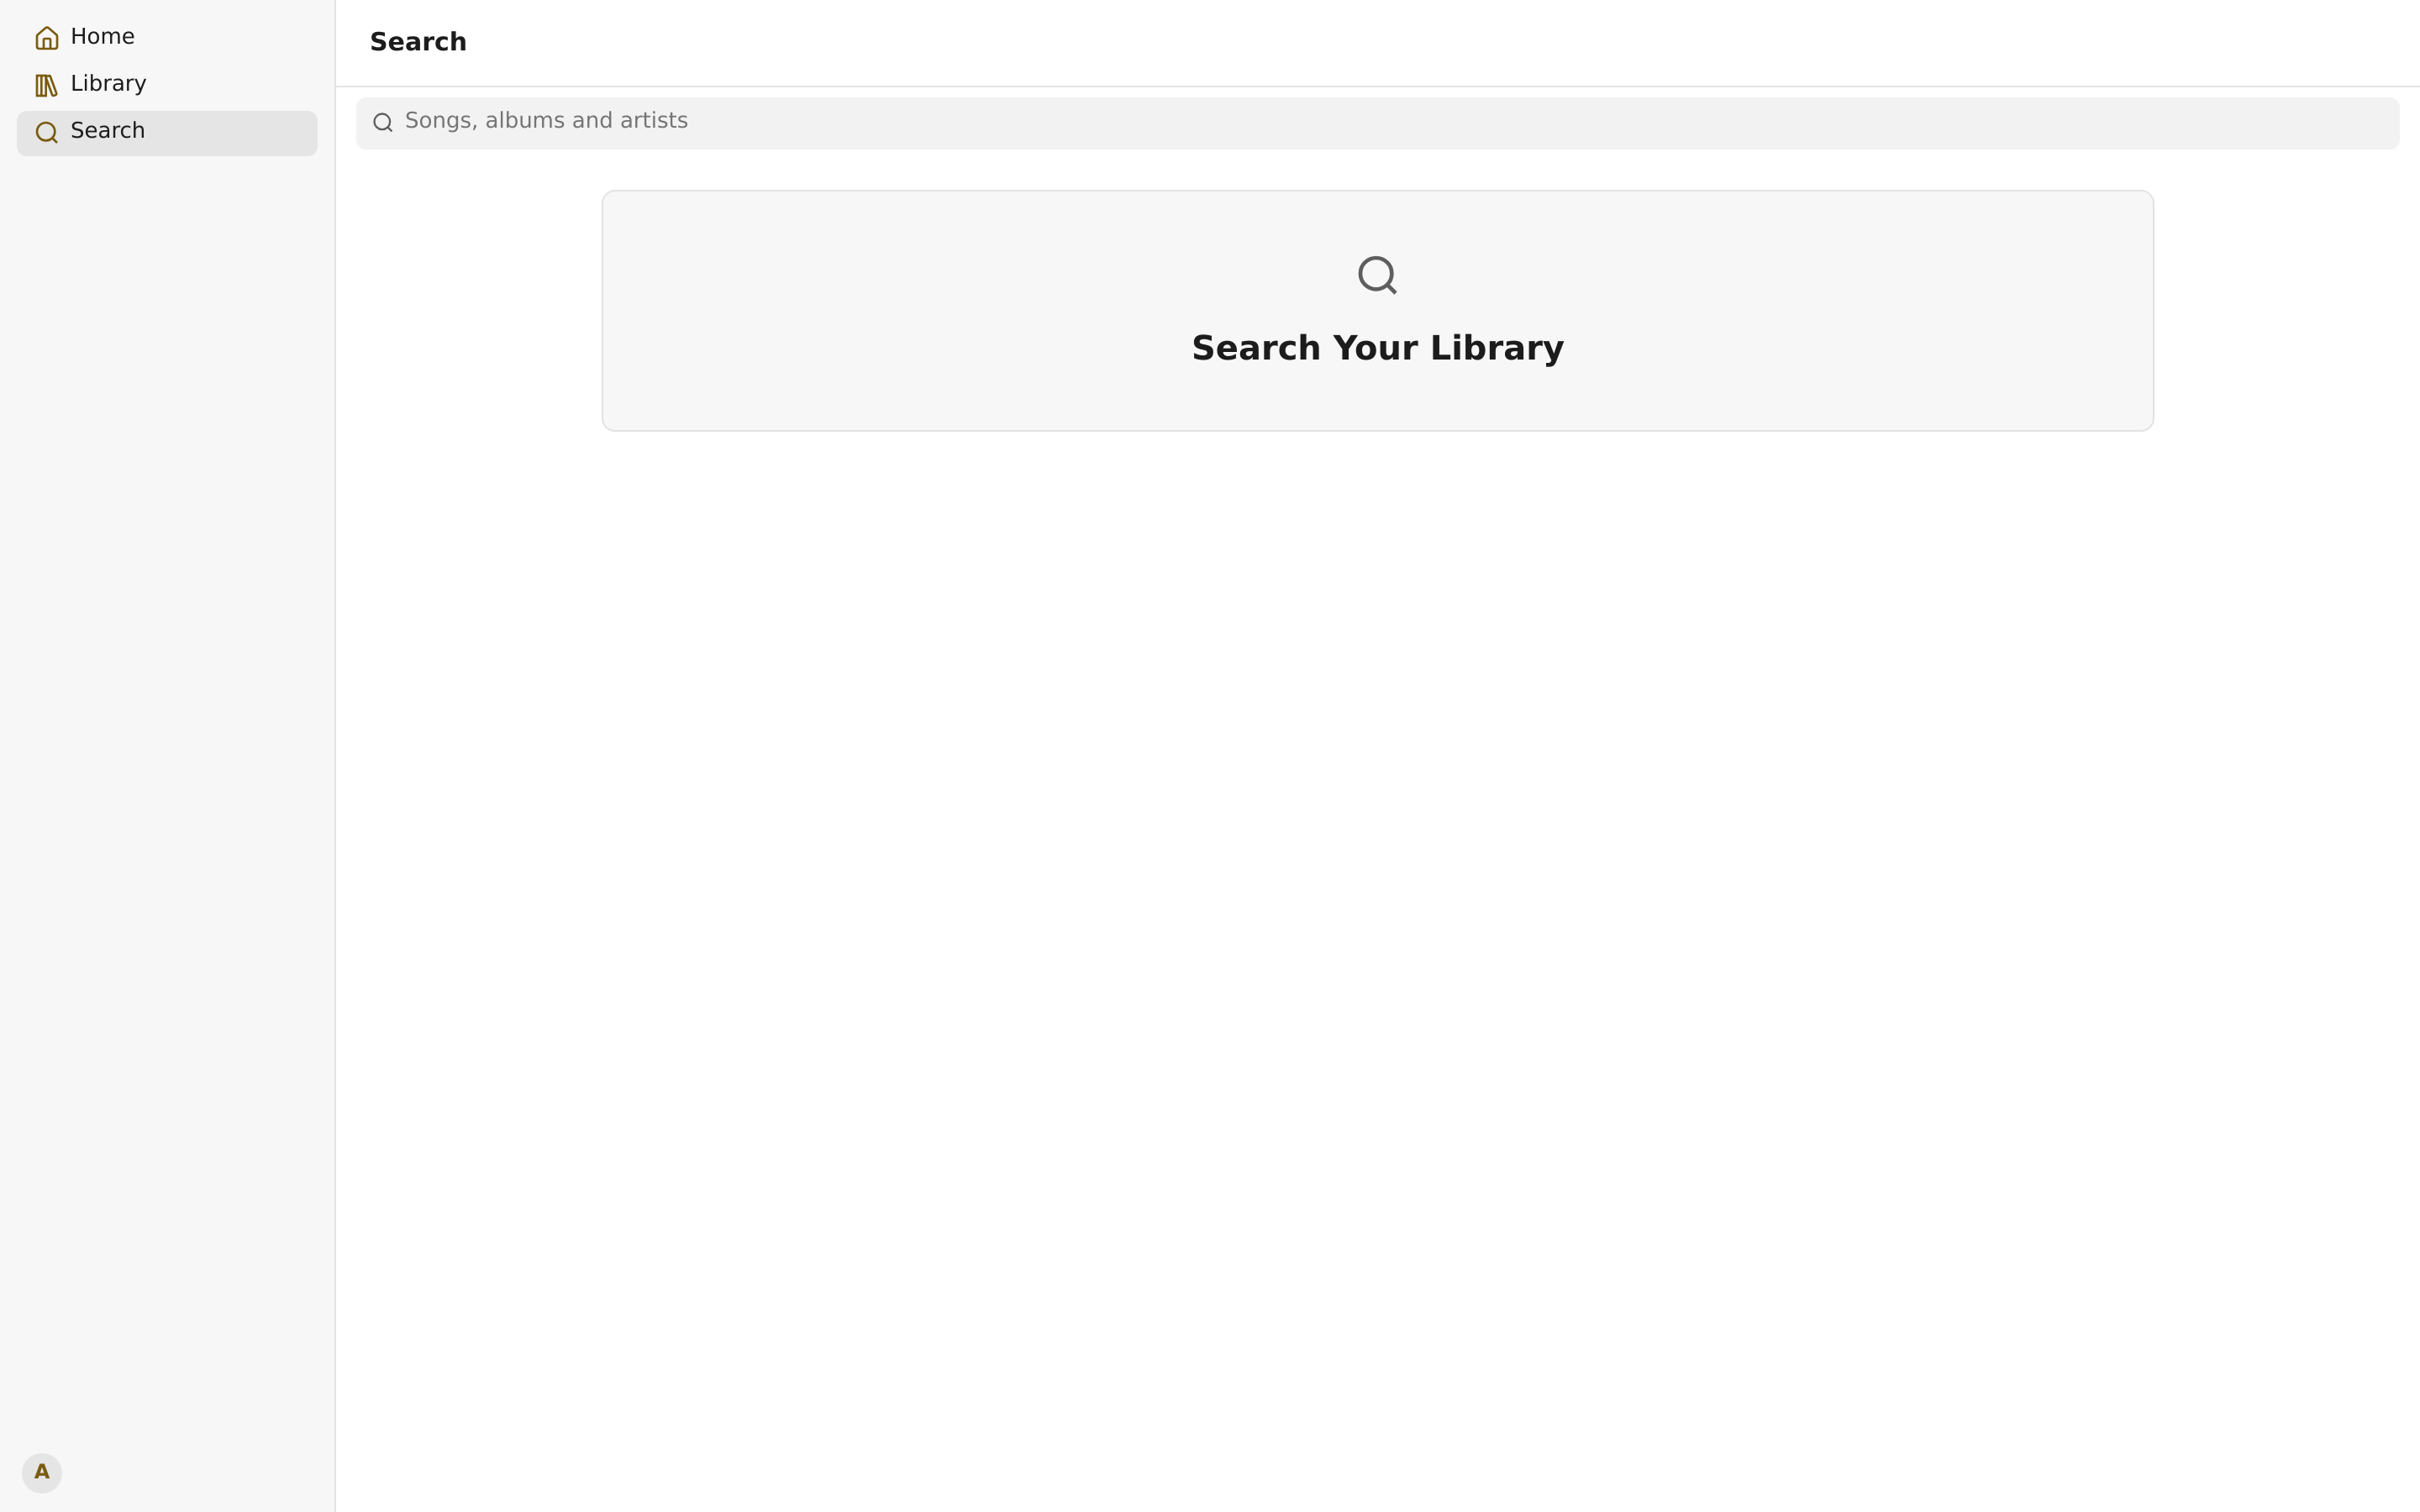 Home
Library
Search
A
Search
Songs, albums and artists
Search Your Library